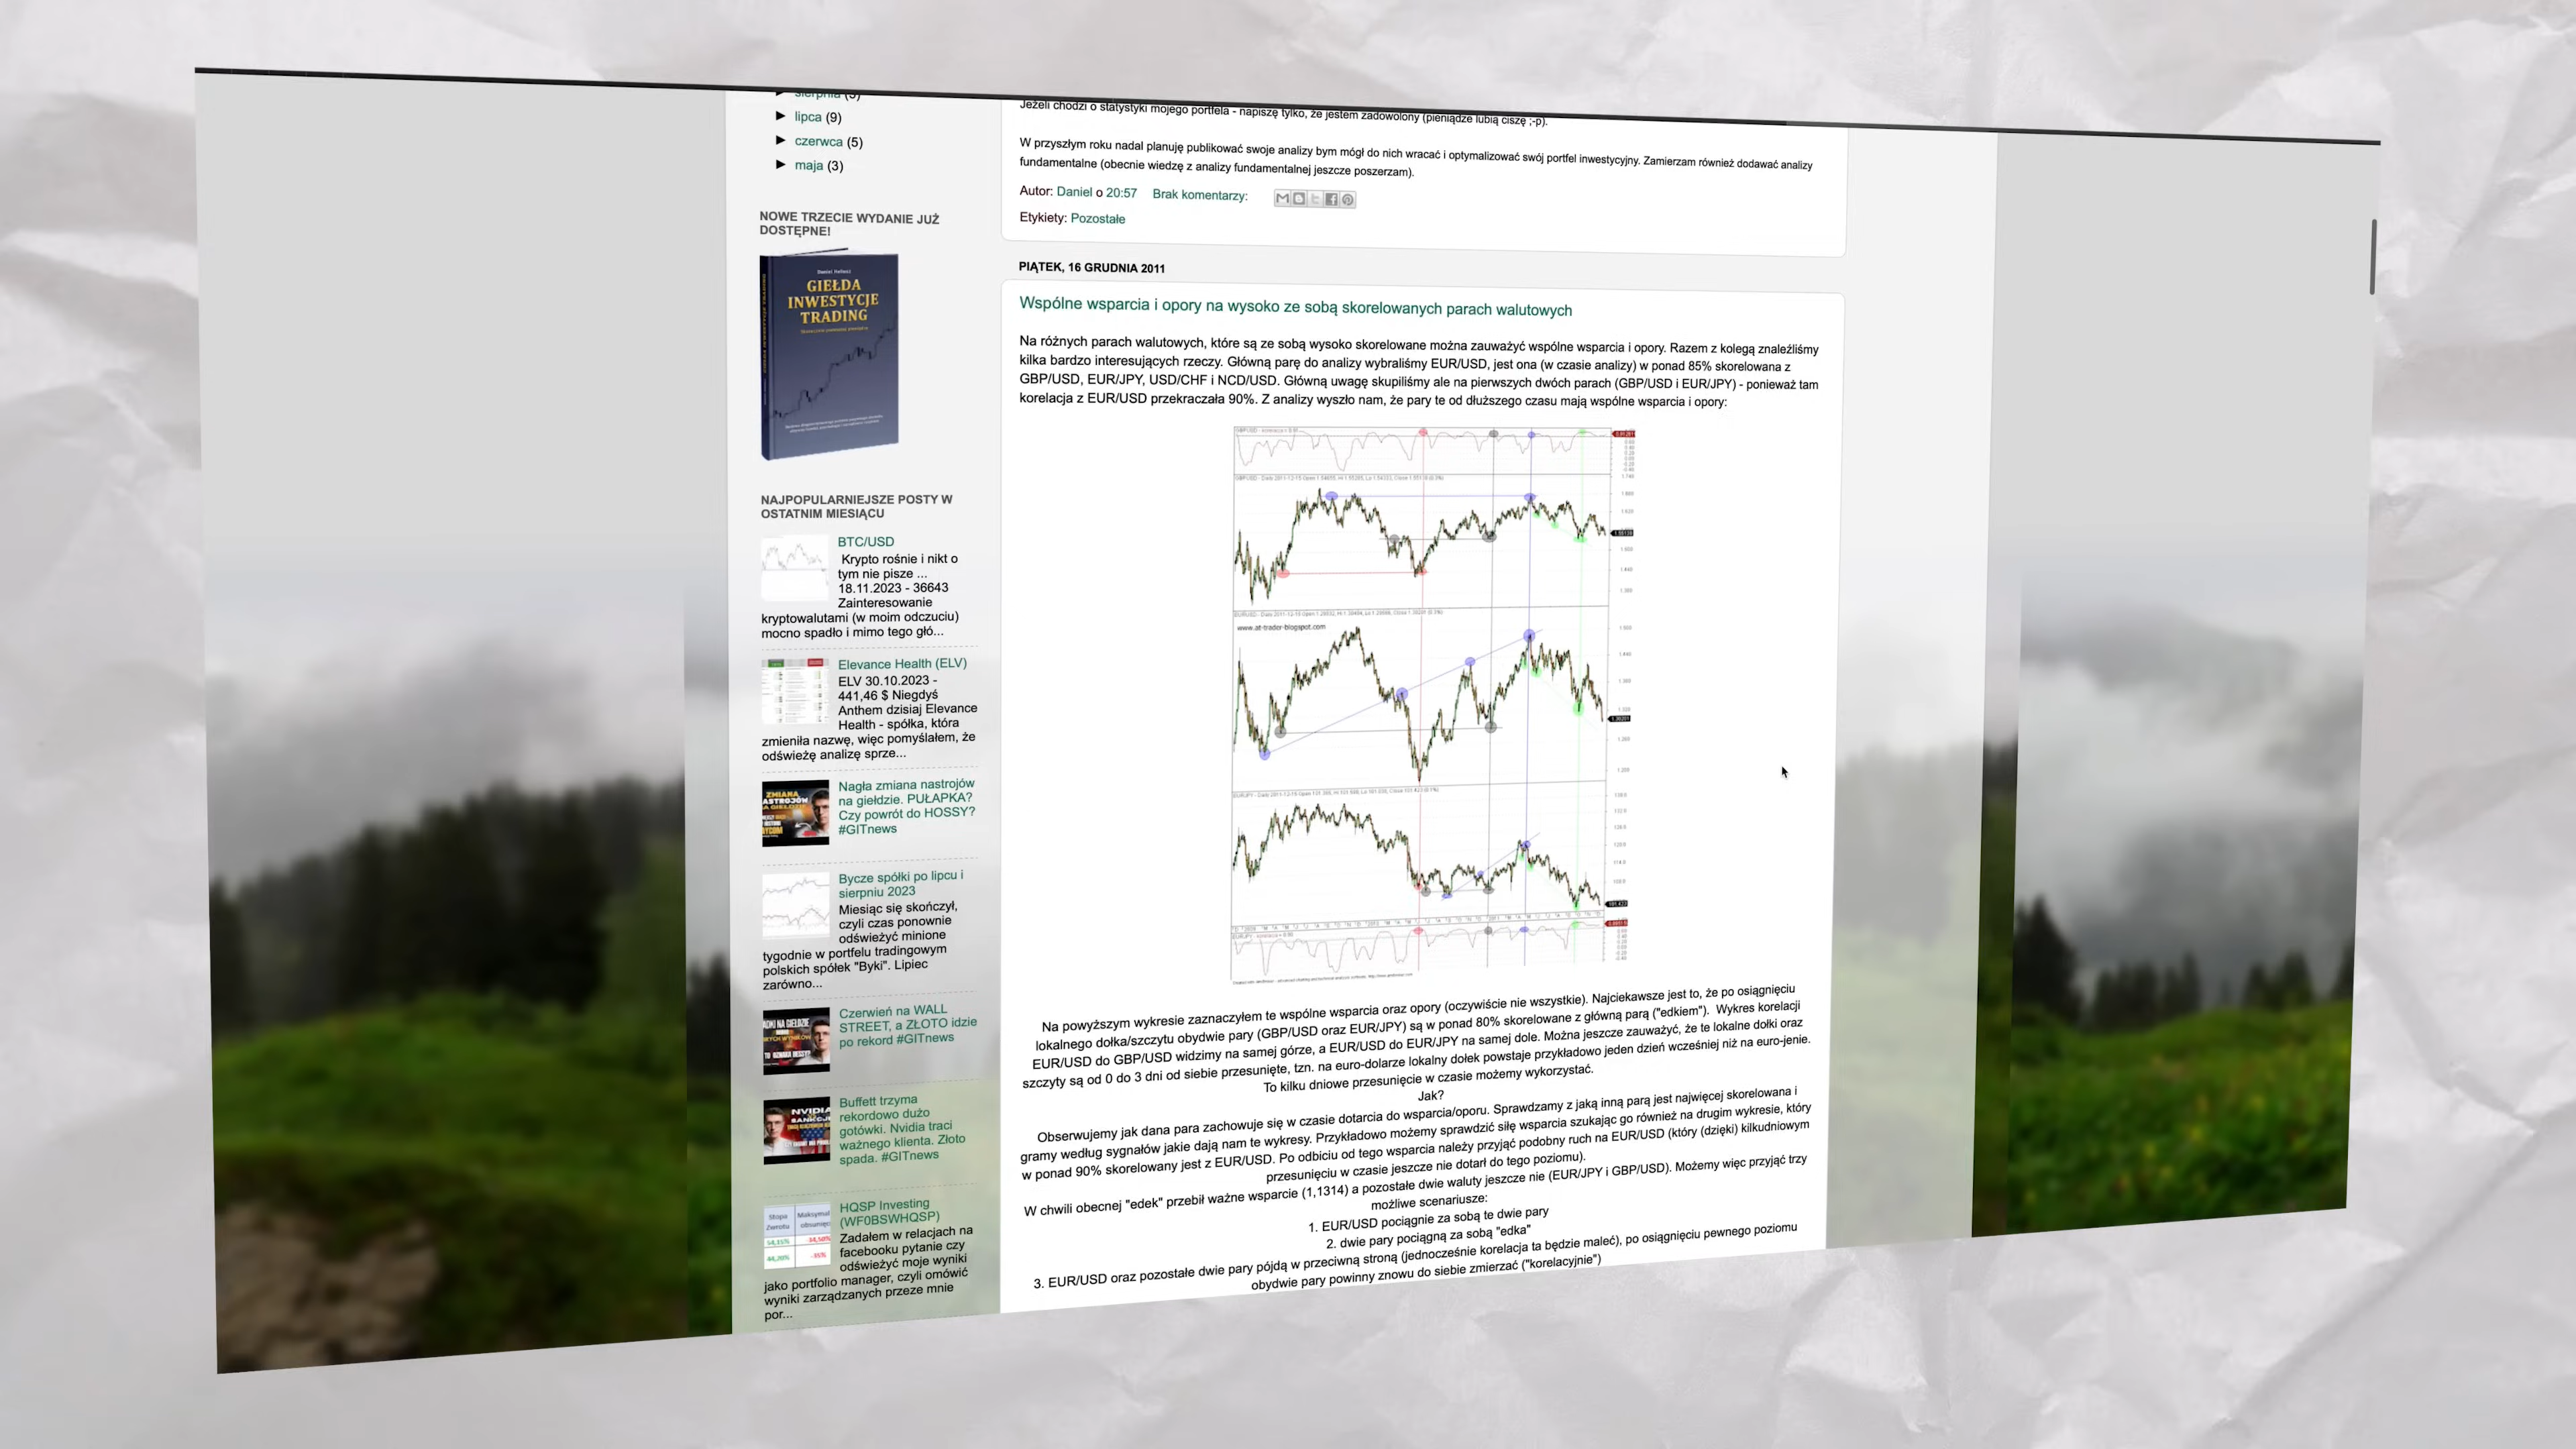 sierpnia (5)
► lipca (9)
► czerwca (5)
► maja (3)
NOWE TRZECIE WYDANIE JUŻ
DOSTĘPNE!
GIEŁDA
INWESTYCJE
TRADING
NAJPOPULARNIEJSZE POSTY W
OSTATNIM MIESIĄCU
BTC/USD
Krypto rośnie i nikt o
tym nie pisze ...
18.11.2023 - 36643
Zainteresowanie
kryptowalutami (w moim odczuciu)
mocno spadło i mimo tego głó...
Elevance Health (ELV)
ELV 30.10.2023 -
441,46 $ Niegdyś
Anthem dzisiaj Elevance
Health - spółka, która
zmieniła nazwę, więc pomyślałem, że
odświeżę analizę sprze...
Nagła zmiana nastrojów
na giełdzie. PUŁAPKA?
Czy powrót do HOSSY?
#GITnews
Bycze spółki po lipcu i
sierpniu 2023
Miesiąc się skończył,
czyli czas ponownie
odświeżyć minione
tygodnie w portfelu tradingowym
polskich spółek "Byki". Lipiec
zarówno...
Czerwień na WALL
STREET, a ZŁOTO idzie
po rekord #GITnews
Buffett trzyma
rekordowo dużo
gotówki. Nvidia traci
ważnego klienta. Złoto
spada. #GITnews
HQSP Investing
(WF0BSWHQSP)
Zadałem w relacjach na
facebooku pytanie czy
odświeżyć moje wyniki
jako portfolio manager, czyli omówić
wyniki zarządzanych przeze mnie
por...
Jeżeli chodzi o statystyki mojego portfela - napiszę tylko, że jestem zadowolony (pieniądze lubią ciszę ;-p).
W przyszłym roku nadal planuję publikować swoje analizy bym mógł do nich wracać i optymalizować swój portfel inwestycyjny. Zamierzam również dodawać analizy
fundamentalne (obecnie wiedzę z analizy fundamentalnej jeszcze poszerzam).
Autor: Daniel o 20:57 Brak komentarzy:
Etykiety: Pozostałe
PIĄTEK, 16 GRUDNIA 2011
Wspólne wsparcia i opory na wysoko ze sobą skorelowanych parach walutowych
Na różnych parach walutowych, które są ze sobą wysoko skorelowane można zauważyć wspólne wsparcia i opory. Razem z kolegą znaleźliśmy
kilka bardzo interesujących rzeczy. Główną parę do analizy wybraliśmy EUR/USD, jest ona (w czasie analizy) w ponad 85% skorelowana z
GBP/USD, EUR/JPY, USD/CHF i NCD/USD. Główną uwagę skupiliśmy ale na pierwszych dwóch parach (GBP/USD i EUR/JPY) - ponieważ tam
korelacja z EUR/USD przekraczała 90%. Z analizy wyszło nam, że pary te od dłuższego czasu mają wspólne wsparcia i opory:
www.at-trader-blogspot.com
Na powyższym wykresie zaznaczyłem te wspólne wsparcia oraz opory (oczywiście nie wszystkie). Najciekawsze jest to, że po osiągnięciu
lokalnego dołka/szczytu obydwie pary (GBP/USD oraz EUR/JPY) są w ponad 80% skorelowane z główną parą ("edkiem"). Wykres korelacji
EUR/USD do GBP/USD widzimy na samej górze, a EUR/USD do EUR/JPY na samej dole. Można jeszcze zauważyć, że te lokalne dołki oraz
szczyty są od 0 do 3 dni od siebie przesunięte, tzn. na euro-dolarze lokalny dołek powstaje przykładowo jeden dzień wcześniej niż na euro-jenie.
To kilku dniowe przesunięcie w czasie możemy wykorzystać.
Jak?
Obserwujemy jak dana para zachowuje się w czasie dotarcia do wsparcia/oporu. Sprawdzamy z jaką inną parą jest najwięcej skorelowana i
gramy według sygnałów jakie dają nam te wykresy. Przykładowo możemy sprawdzić siłę wsparcia szukając go również na drugim wykresie, który
w ponad 90% skorelowany jest z EUR/USD. Po odbiciu od tego wsparcia należy przyjąć podobny ruch na EUR/USD (który (dzięki) kilkudniowym
przesunięciu w czasie jeszcze nie dotarł do tego poziomu).
W chwili obecnej "edek" przebił ważne wsparcie (1,1314) a pozostałe dwie waluty jeszcze nie (EUR/JPY i GBP/USD). Możemy więc przyjąć trzy
możliwe scenariusze:
1. EUR/USD pociągnie za sobą te dwie pary
2. dwie pary pociągną za sobą "edka"
3. EUR/USD oraz pozostałe dwie pary pójdą w przeciwną stroną (jednocześnie korelacja ta będzie maleć), po osiągnięciu pewnego poziomu
obydwie pary powinny znowu do siebie zmierzać ("korelacyjnie")